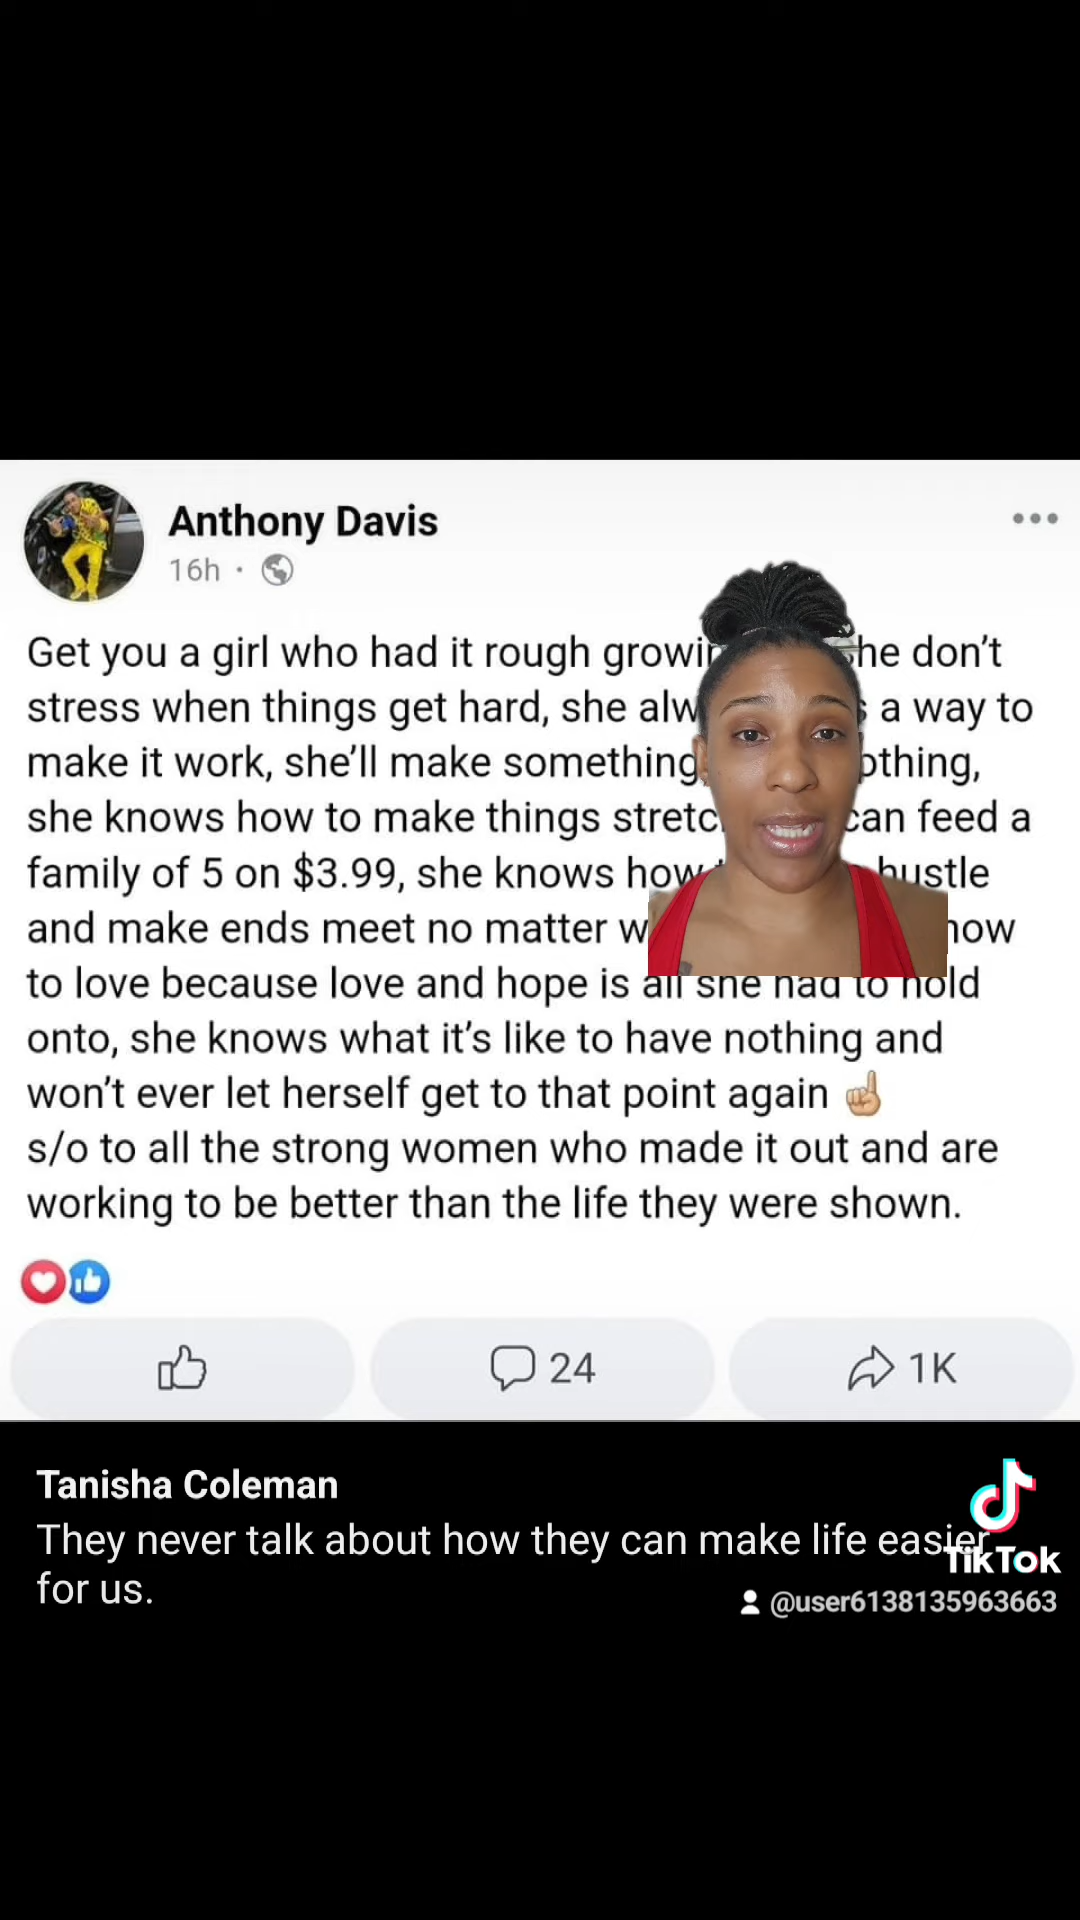 Anthony Davis
16h ·
Get you a girl who had it rough he don't
stress when things get hard, she a way to
make it work, she'll make something
she knows how to make things can feed a
family of 5 on $3.99, she knows how hustle
and make ends meet no matter
to love because love and hope is all she had to hold
onto, she knows what it's like to have nothing and
won't ever let herself get to that point again ☝🏼
s/o to all the strong women who made it out and are
working to be better than the life they were shown.
24
1K
Tanisha Coleman
They never talk about how they can make life easier
for us.
TikTok
@user6138135963663